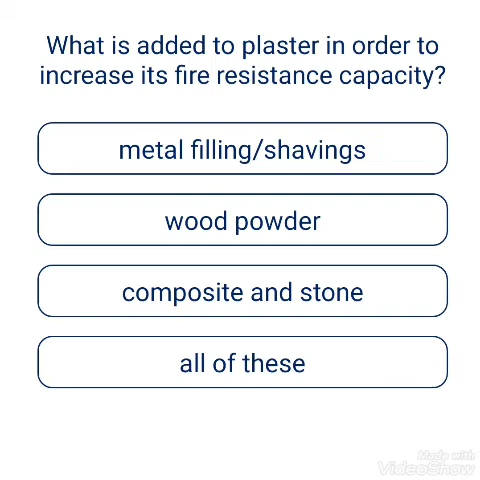 What is added to plaster in order to
increase its fire resistance capacity?
metal filling/shavings
wood powder
composite and stone
all of these
Made with
VideoShow